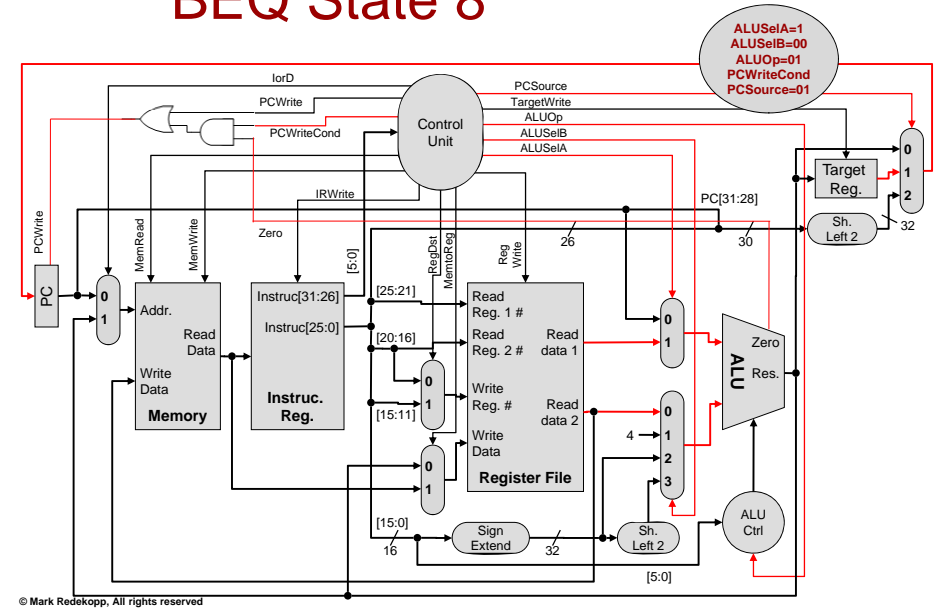 BEQ State 8
ALUSelA=1
ALUSelB=00
ALUOp=01
PCWriteCond
PCSource=01
IorD
PCWrite
PCWriteCond
Control
Unit
PCSource
TargetWrite
ALUOp
ALUSelB
ALUSelA
0
1
2
Target
Reg.
PC[31:28]
Sh.
Left 2
32
30
26
PCWrite
MemRead
MemWrite
IRWrite
Zero
[5:0]
RegDst
MemtoReg
Reg
Write
PC
0
1
Addr.
Read
Data
Write
Data
Memory
Instruc[31:26]
Instruc[25:0]
Instruc.
Reg.
[25:21]
[20:16]
[15:11]
0
1
0
1
Read
Reg. 1 #
Read
Reg. 2 #
Write
Reg. #
Write
Data
Read
data 1
Read
data 2
Register File
0
1
4
0
1
2
3
ALU
Zero
Res.
ALU
Ctrl
[15:0]
16
Sign
Extend
32
Sh.
Left 2
[5:0]
© Mark Redekopp, All rights reserved